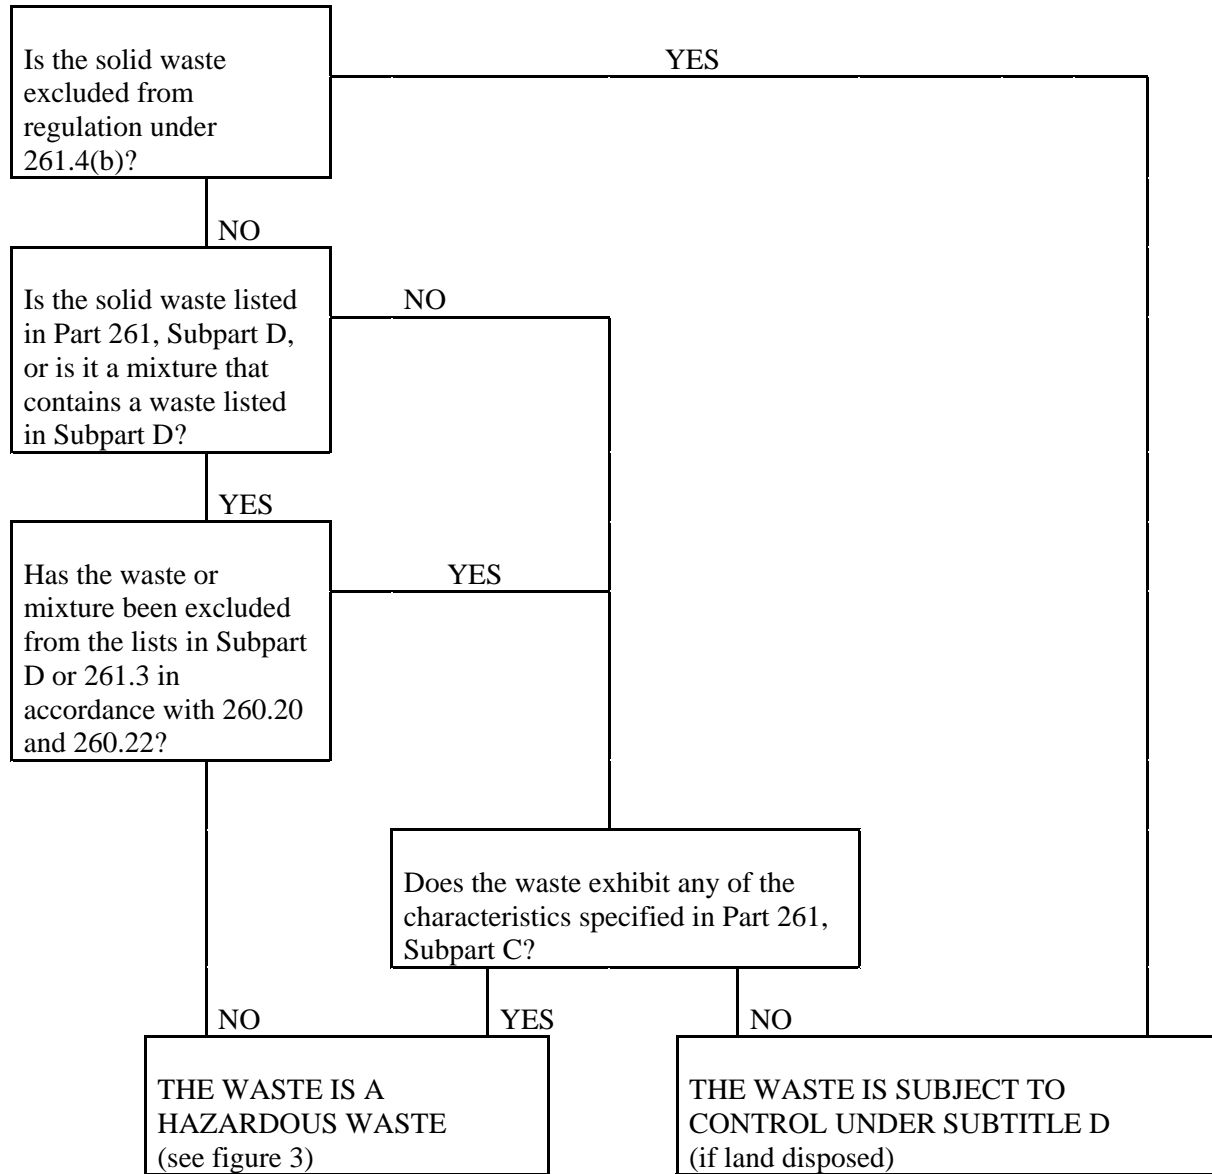 Is the solid waste
excluded from
regulation under
261.4(b)?
YES
NO
Is the solid waste listed
in Part 261, Subpart D,
or is it a mixture that
contains a waste listed
in Subpart D?
NO
YES
Has the waste or
mixture been excluded
from the lists in Subpart
D or 261.3 in
accordance with 260.20
and 260.22?
YES
Does the waste exhibit any of the
characteristics specified in Part 261,
Subpart C?
NO
YES
NO
THE WASTE IS A
HAZARDOUS WASTE
(see figure 3)
THE WASTE IS SUBJECT TO
CONTROL UNDER SUBTITLE D
(if land disposed)